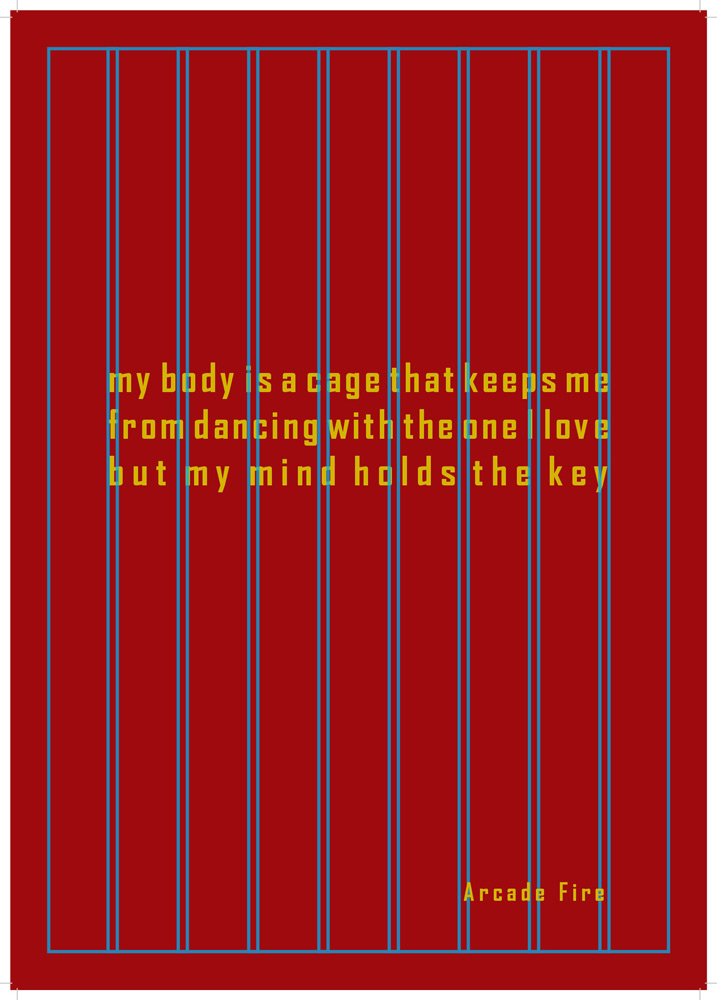 my body is a cage that keeps me
from dancing with the one I love
but my mind holds the key
Arcade Fire